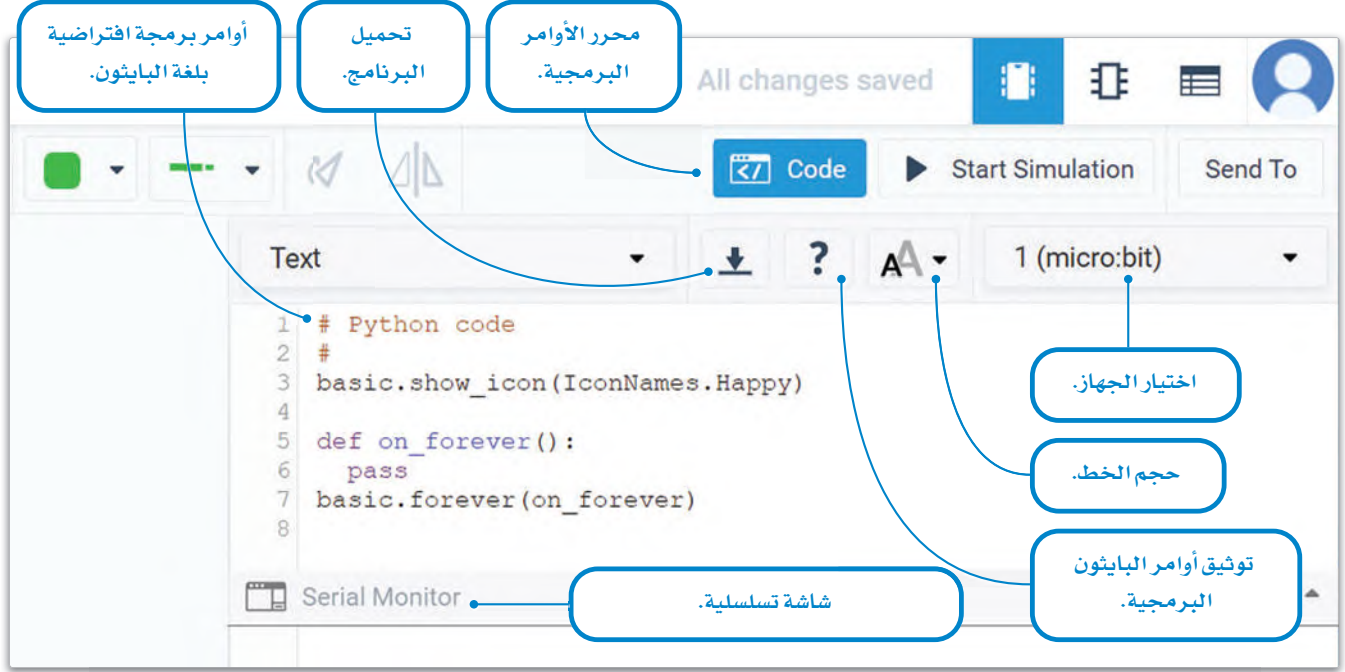 أوامر برمجة افتراضية
بلغة البايثون.
تحميل
البرنامج.
محرر الأوامر
البرمجية.
All changes saved
Code
Start Simulation
Send To
Text
?
AA
1 (micro:bit)
1 # Python code
2 #
3 basic.show_icon(IconNames.Happy)
4
5 def on_forever():
6 pass
7 basic.forever(on_forever)
8
اختيار الجهاز.
حجم الخط.
توثيق أوامر البايثون
البرمجية.
Serial Monitor
شاشة تسلسلية.